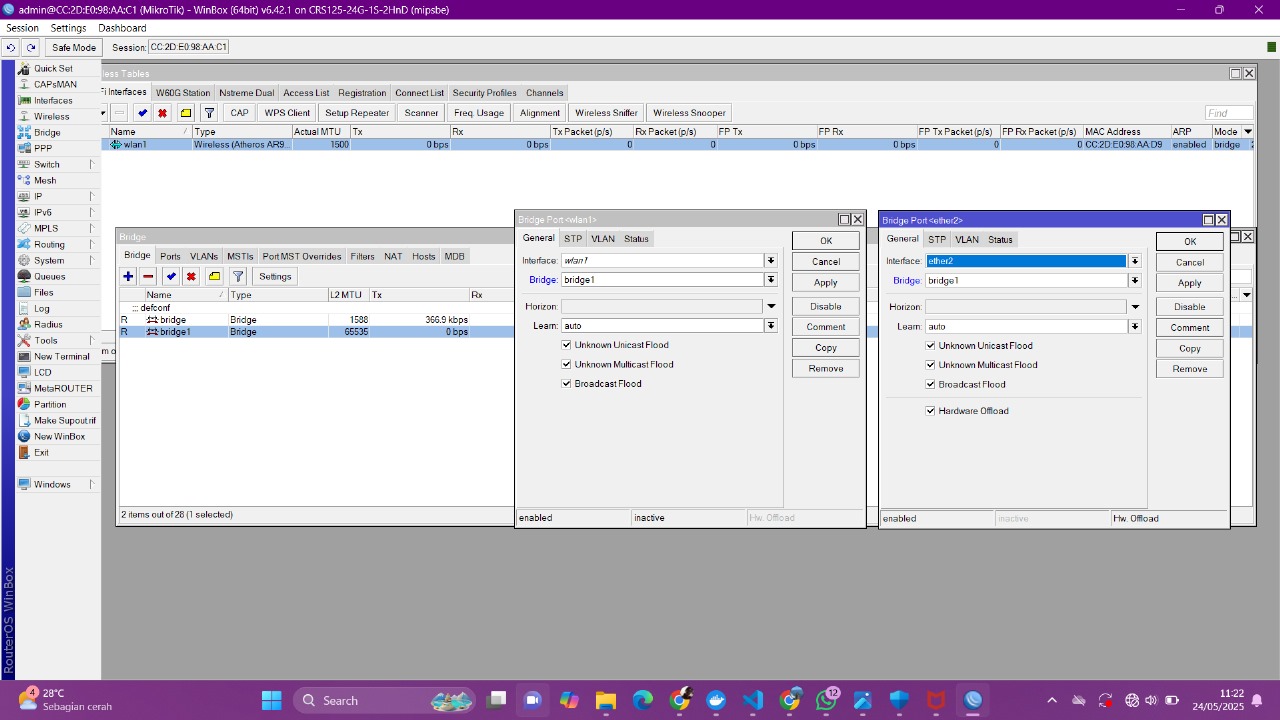 admin@CC:2D:E0:98:AA:C1 (MikroTik) - WinBox (64bit) v6.42.1 on CRS125-24G-1S-2HnD (mipsbe)
Session Settings Dashboard
Safe Mode Session: CC:2D:E0:98:AA:C1
Quick Set
CAPsMAN
Interfaces
Wireless
Bridge
PPP
Switch
Mesh
IP
IPv6
MPLS
Routing
System
Queues
Files
Log
Radius
Tools
New Terminal
LCD
MetaROUTER
Partition
Make Supout.rif
New WinBox
Exit
Windows
RouterOS WinBox
less Tables
Fi Interfaces W60G Station Nstreme Dual Access List Registration Connect List Security Profiles Channels
CAP WPS Client Setup Repeater Scanner Freq. Usage Alignment Wireless Sniffer Wireless Snooper Find
Name Type Actual MTU Tx Rx Tx Packet (p/s) Rx Packet (p/s) FP Tx FP Rx FP Tx Packet (p/s) FP Rx Packet (p/s) MAC Address ARP Mode
wlan1 Wireless (Atheros AR9... 1500 0 bps 0 bps 0 0 0 bps 0 bps 0 0 CC:2D:E0:98:AA:D9 enabled bridge
Bridge
Bridge Ports VLANs MSTIs Port MST Overrides Filters NAT Hosts MDB
Settings
Name Type L2 MTU Tx Rx
::: defconf
R bridge Bridge 1588 366.9 kbps
R bridge1 Bridge 65535 0 bps
2 items out of 28 (1 selected)
Bridge Port <wlan1>
General STP VLAN Status
Interface: wlan1
Bridge: bridge1
Horizon:
Learn: auto
Unknown Unicast Flood
Unknown Multicast Flood
Broadcast Flood
OK
Cancel
Apply
Disable
Comment
Copy
Remove
enabled inactive Hw. Offload
Bridge Port <ether2>
General STP VLAN Status
Interface: ether2
Bridge: bridge1
Horizon:
Learn: auto
Unknown Unicast Flood
Unknown Multicast Flood
Broadcast Flood
Hardware Offload
OK
Cancel
Apply
Disable
Comment
Copy
Remove
enabled inactive Hw. Offload
4
28°C
Sebagian cerah
Search
12
11:22
24/05/2025